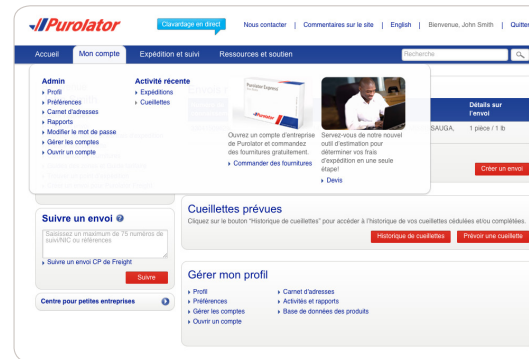 Purolator
Clavardage en direct
Nous contacter | Commentaires sur le site | English | Bienvenue, John Smith | Quitter
Accueil Mon compte Expédition et suivi Ressources et soutien Recherche
Admin
Profil
Préférences
Carnet d'adresses
Rapports
Modifier le mot de passe
Gérer les comptes
Ouvrir un compte
Activité récente
Expéditions
Cueillettes
Purolator Express
Purolator
Ouvrez un compte d'entreprise
de Purolator et commandez
des fournitures gratuitement.
Commander des fournitures
Servez-vous de notre nouvel
outil d'estimation pour
déterminer vos frais
d'expédition en une seule
étape!
Devis
Détails sur
l'envoi
SAUGA,
1 pièce / 1 lb
Créer un envoi
Suivre un envoi
Saisissez un maximum de 75 numéros de
suivi/NIC ou références
Suivre un envoi CP de Freight
Suivre
Centre pour petites entreprises
Cueillettes prévues
Cliquez sur le bouton "Historique de cueillettes" pour accéder à l'historique de vos cueillettes cédulées et/ou complétées.
Historique de cueillettes
Prévoir une cueillette
Gérer mon profil
Profil
Préférences
Gérer les comptes
Ouvrir un compte
Carnet d'adresses
Activités et rapports
Base de données des produits